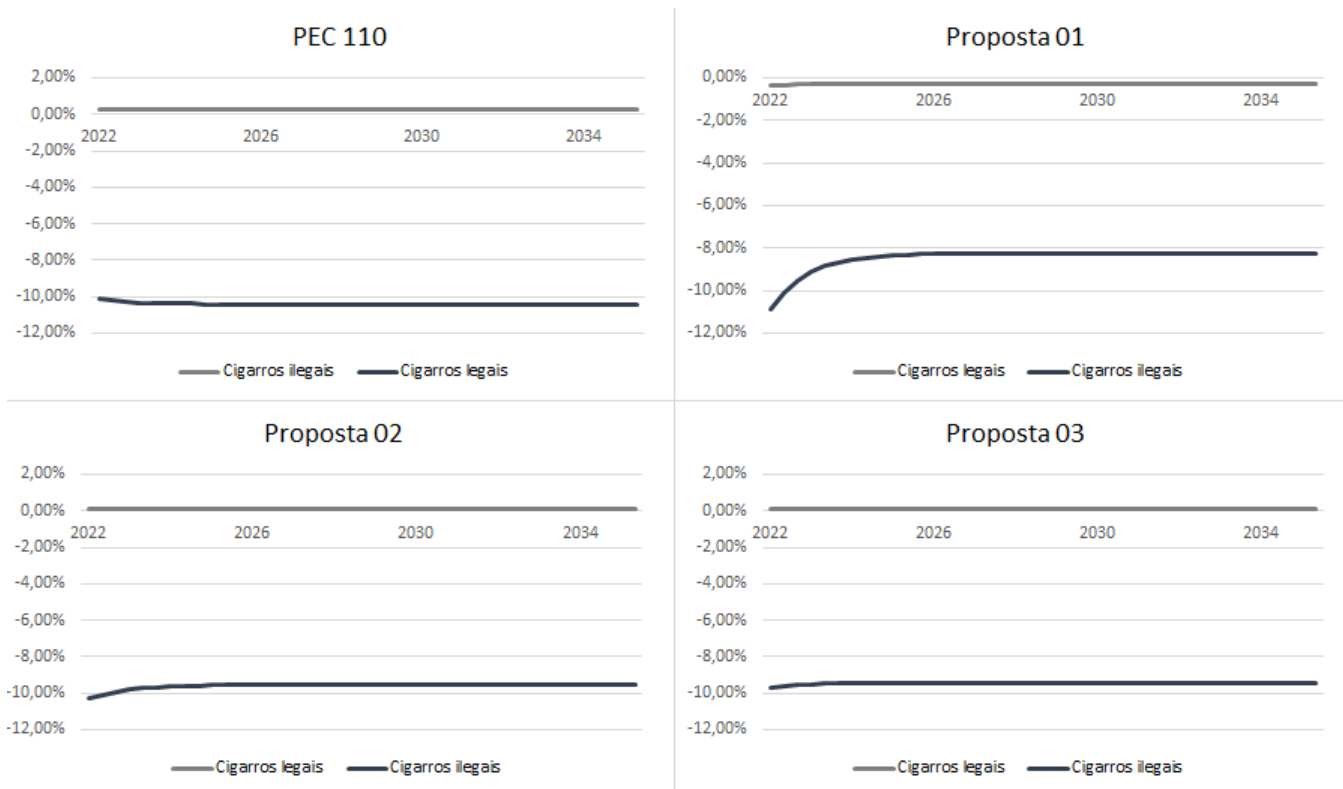 PEC 110
2,00%
0,00%
2022 2026 2030 2034
-2,00%
-4,00%
-6,00%
-8,00%
-10,00%
-12,00%
Cigarros ilegais Cigarros legais
Proposta 01
0,00%
2022 2026 2030 2034
-2,00%
-4,00%
-6,00%
-8,00%
-10,00%
-12,00%
Cigarros legais Cigarros ilegais
Proposta 02
2,00%
0,00%
2022 2026 2030 2034
-2,00%
-4,00%
-6,00%
-8,00%
-10,00%
-12,00%
Cigarros legais Cigarros ilegais
Proposta 03
2,00%
0,00%
2022 2026 2030 2034
-2,00%
-4,00%
-6,00%
-8,00%
-10,00%
-12,00%
Cigarros legais Cigarros ilegais